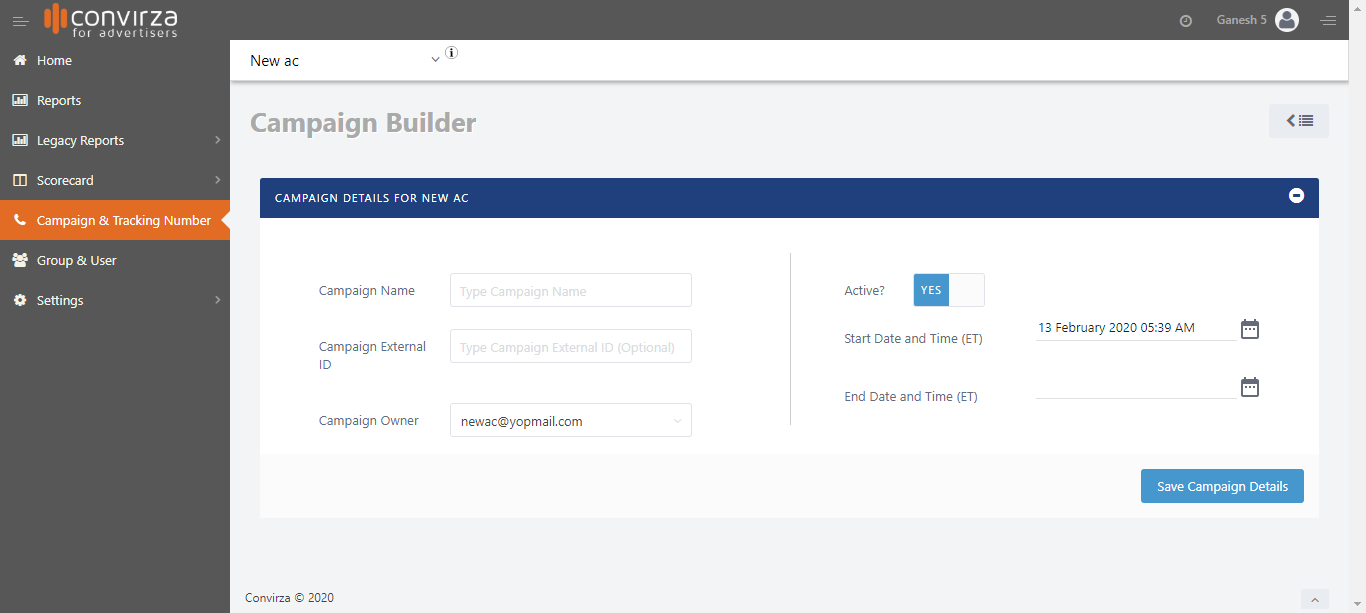 convirza
for advertisers
Ganesh 5
Home
Reports
Legacy Reports
Scorecard
Campaign & Tracking Number
Group & User
Settings
New ac
Campaign Builder
CAMPAIGN DETAILS FOR NEW AC
Campaign Name
Type Campaign Name
Campaign External
ID
Type Campaign External ID (Optional)
Campaign Owner
newac@yopmail.com
Active?
YES
Start Date and Time (ET)
13 February 2020 05:39 AM
End Date and Time (ET)
Save Campaign Details
Convirza © 2020